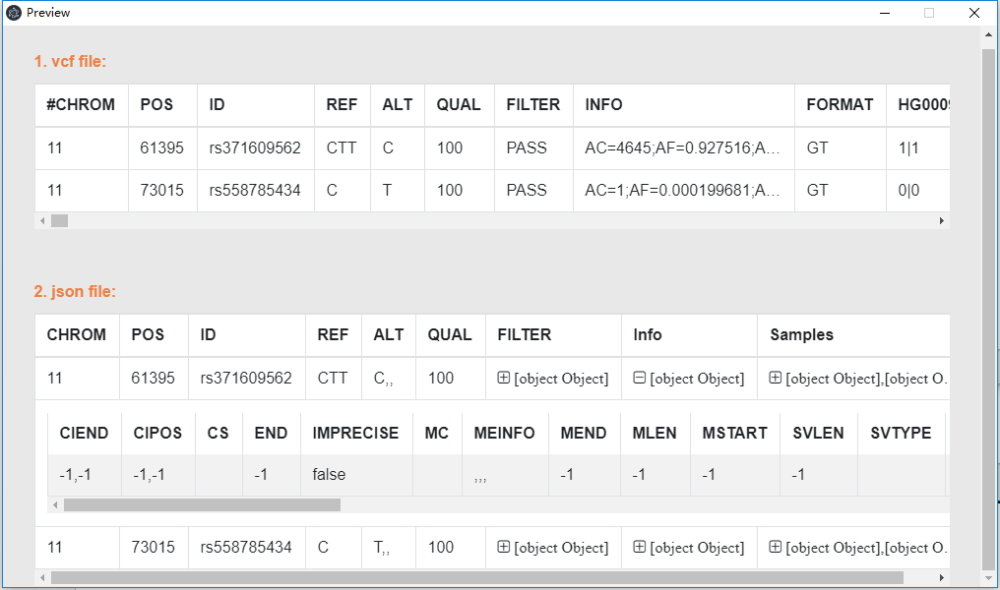 Preview
1. vcf file:
#CHROM POS ID REF ALT QUAL FILTER INFO FORMAT HG0009
11 61395 rs371609562 CTT C 100 PASS AC=4645;AF=0.927516;A... GT 1|1
11 73015 rs558785434 C T 100 PASS AC=1;AF=0.000199681;A... GT 0|0
2. json file:
CHROM POS ID REF ALT QUAL FILTER Info Samples
11 61395 rs371609562 CTT C,, 100 [object Object] [object Object] [object Object],[object O.
CIEND CIPOS CS END IMPRECISE MC MEINFO MEND MLEN MSTART SVLEN SVTYPE
-1,-1 -1,-1 -1 false ,,, -1 -1 -1 -1
11 73015 rs558785434 C T,, 100 [object Object] [object Object] [object Object],[object O.